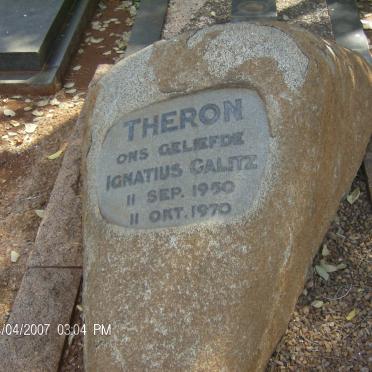 THERON
ONS GELIEFDE
IGNATIUS GALITZ
11 SEP. 1950
11 OKT. 1970
/04/2007 03:04 PM